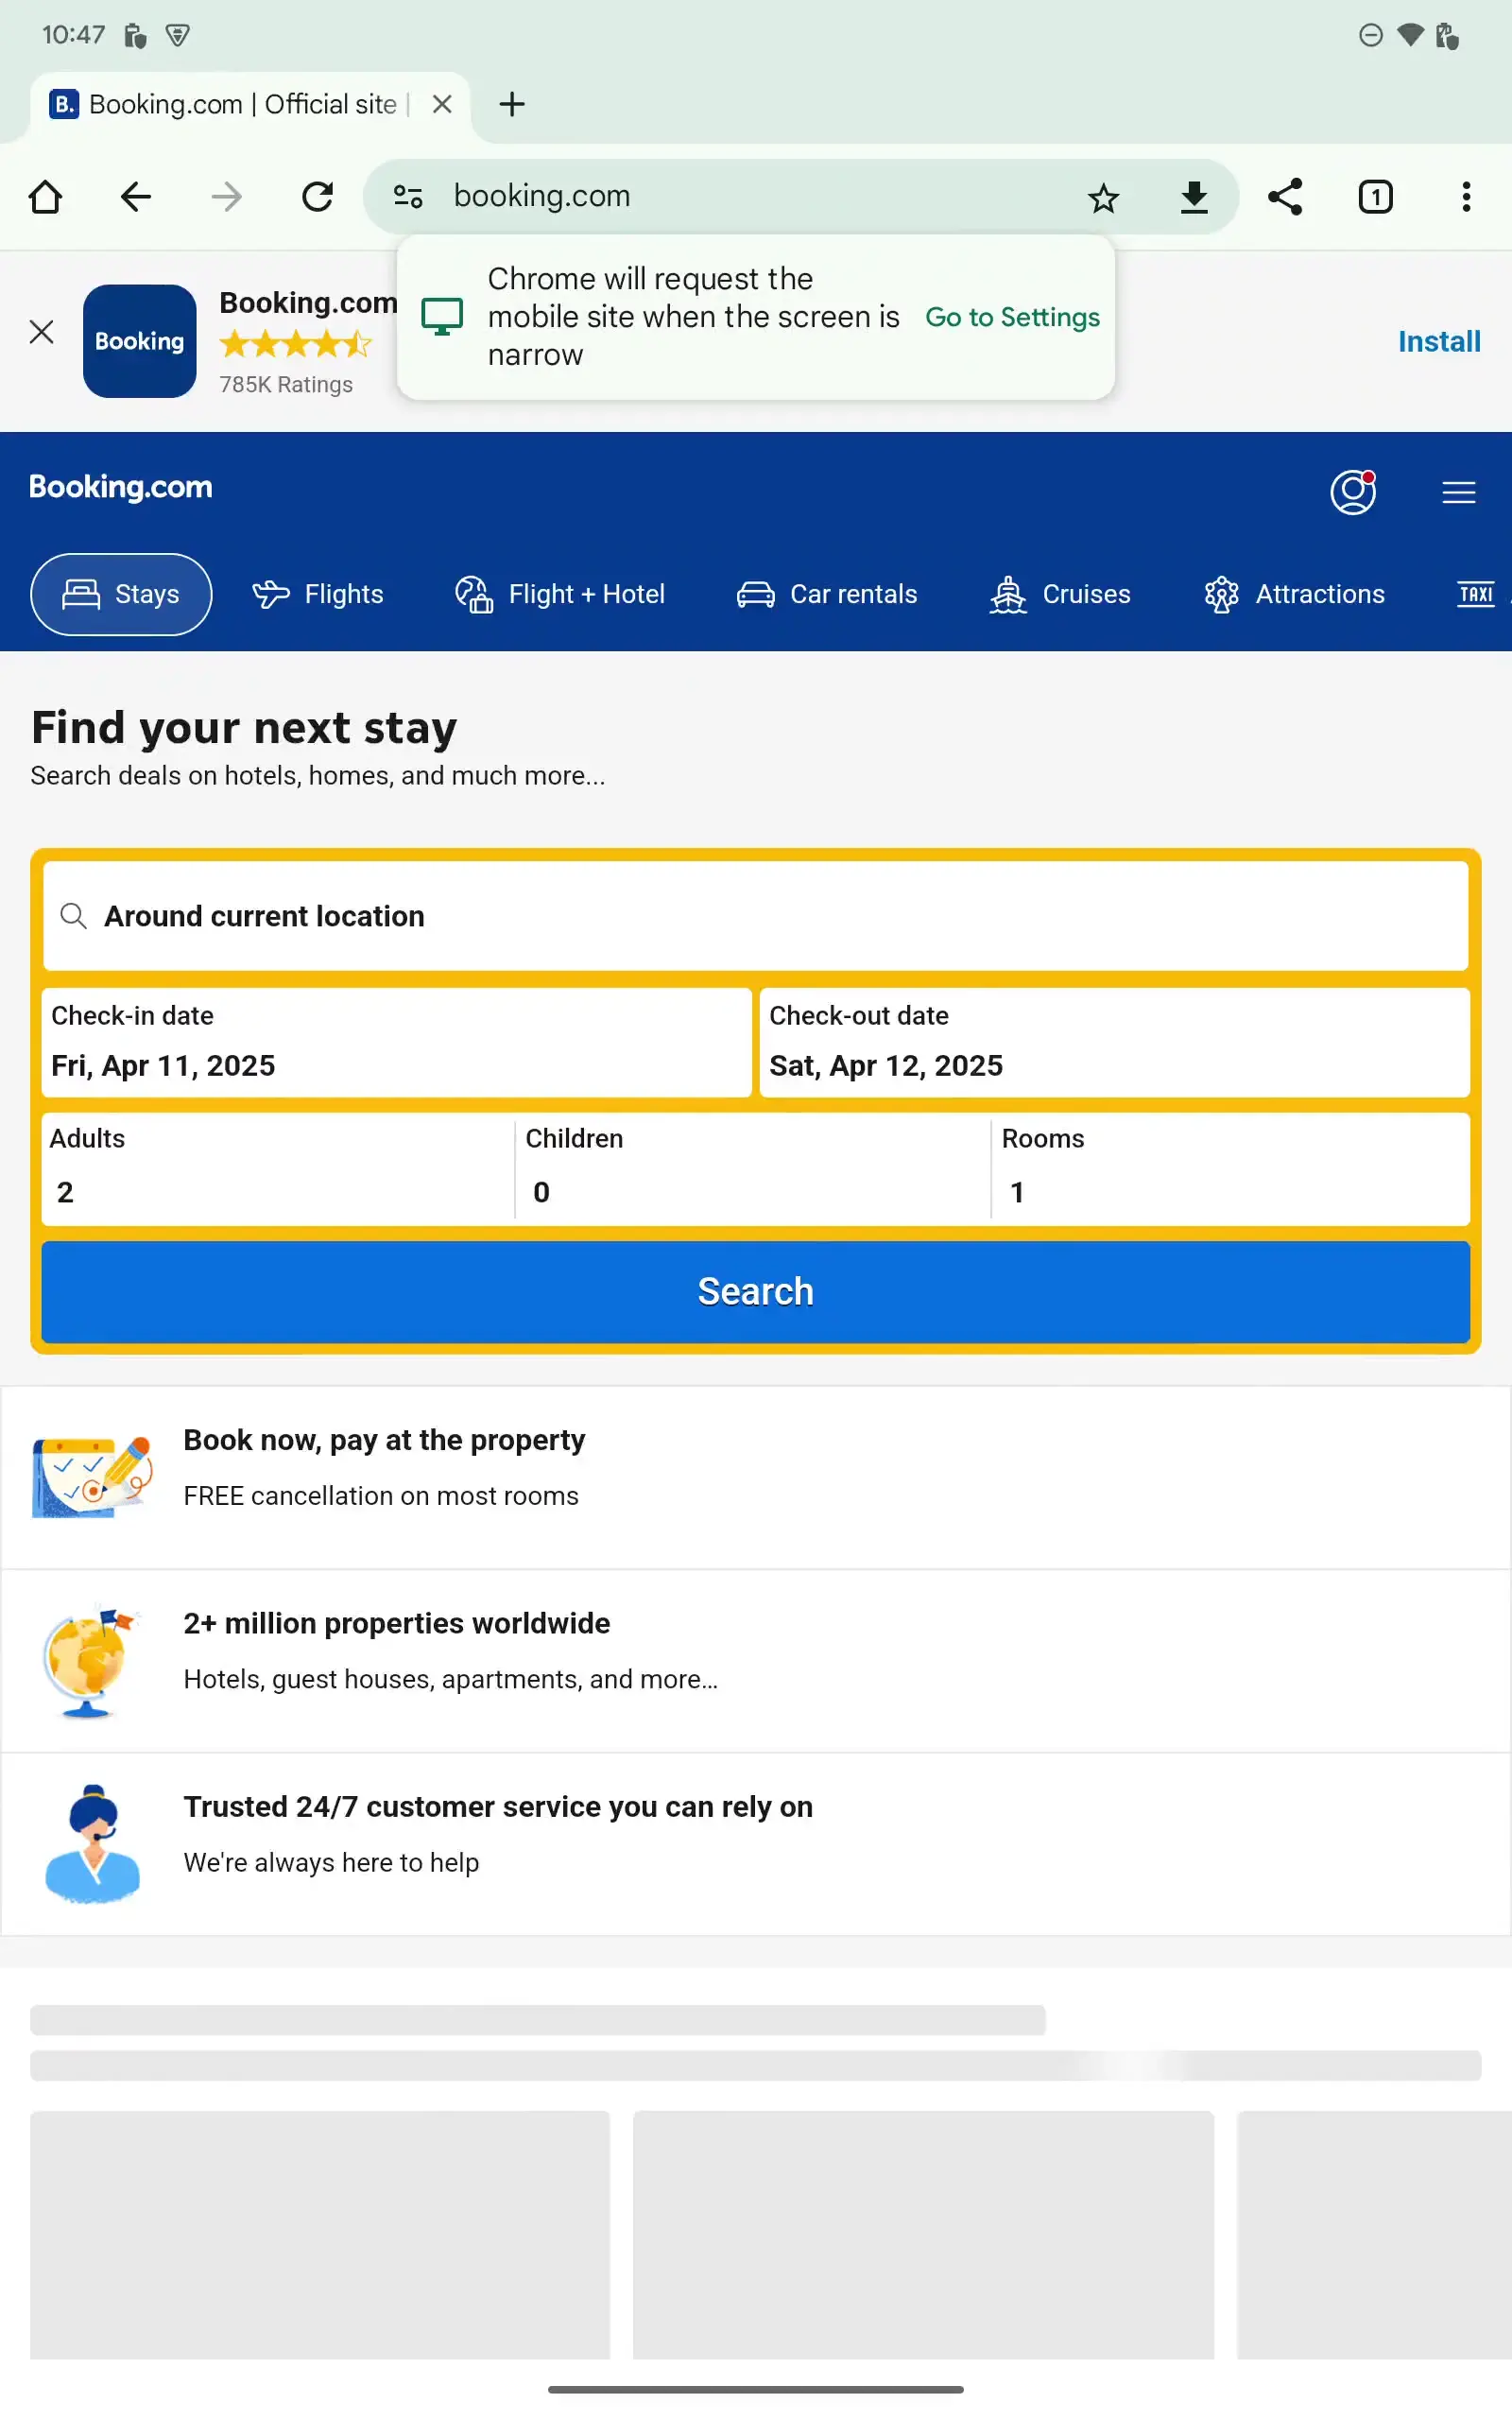 10:47
B. Booking.com | Official site |
booking.com
1
Chrome will request the
mobile site when the screen is
narrow
Go to Settings
Booking
Booking.com
785K Ratings
Install
Booking.com
Stays
Flights
Flight + Hotel
Car rentals
Cruises
Attractions
TAXI
Find your next stay
Search deals on hotels, homes, and much more...
Around current location
Check-in date
Fri, Apr 11, 2025
Check-out date
Sat, Apr 12, 2025
Adults
2
Children
0
Rooms
1
Search
Book now, pay at the property
FREE cancellation on most rooms
2+ million properties worldwide
Hotels, guest houses, apartments, and more…
Trusted 24/7 customer service you can rely on
We're always here to help